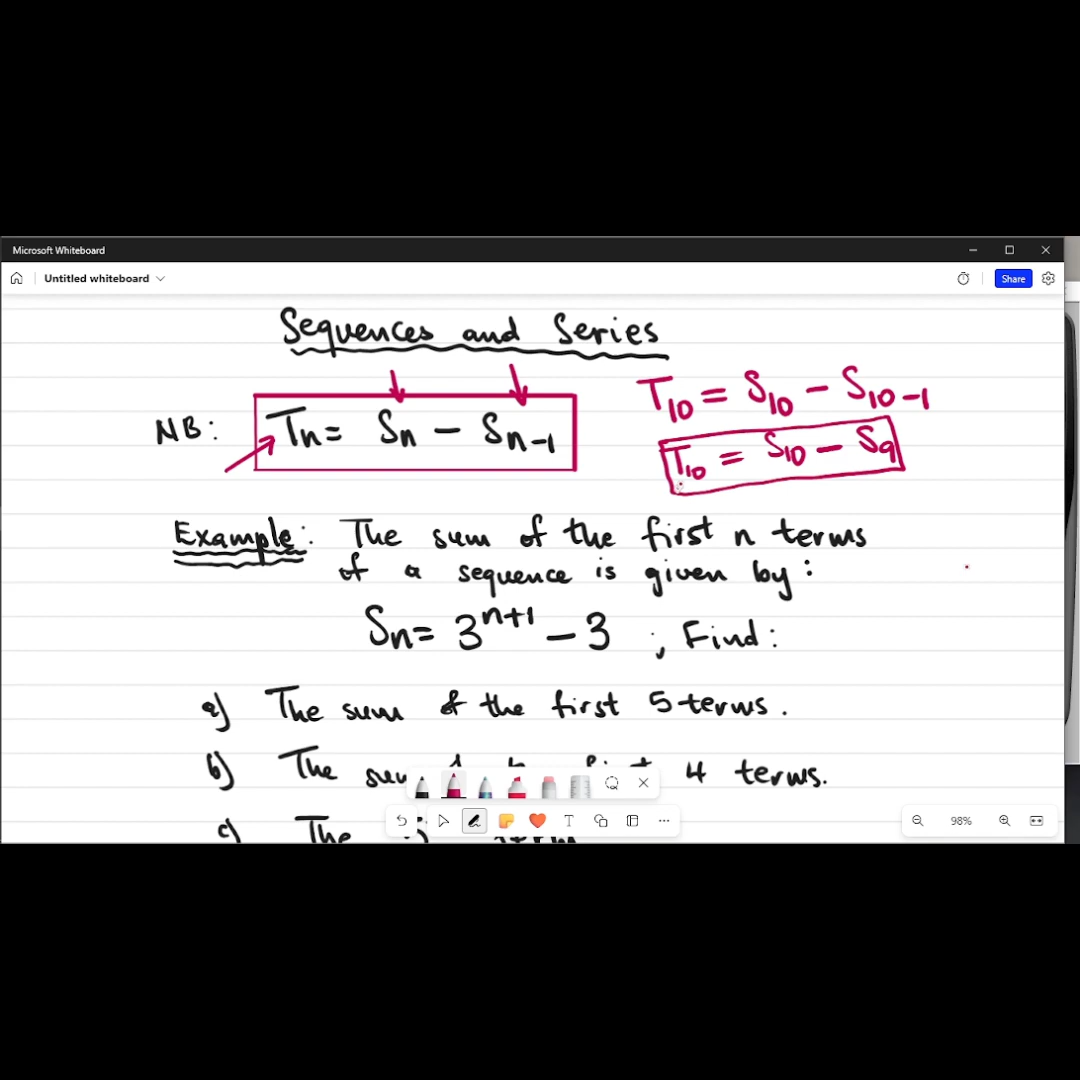 Microsoft Whiteboard
Untitled whiteboard
Share
Sequences and Series
NB: Tn= Sn - Sn-1
T10 = S10 - S10-1
T10 = S10 - S9
Example: The sum of the first n terms
of a sequence is given by:
Sn= 3^n+1 - 3 ; Find:
a) The sum of the first 5 terms.
b) The 4 terms.
c) The
98%